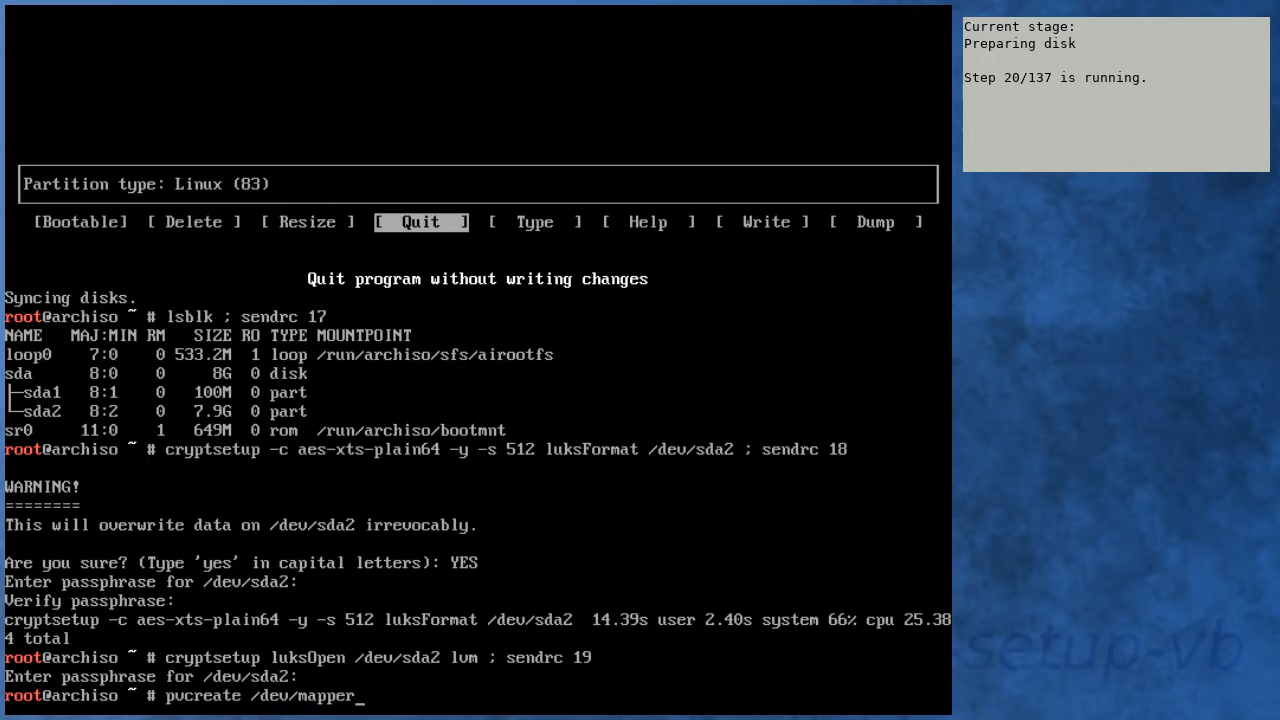 Partition type: Linux (83)
[Bootable] [ Delete ] [ Resize ] [ Quit ] [ Type ] [ Help ] [ Write ] [ Dump ]
Quit program without writing changes
Syncing disks.
root@archiso ~ # lsblk ; sendrc 17
NAME   MAJ:MIN RM   SIZE RO TYPE MOUNTPOINT
loop0    7:0    0 533.2M  1 loop /run/archiso/sfs/airootfs
sda      8:0    0     8G  0 disk
├─sda1   8:1    0   100M  0 part
└─sda2   8:2    0   7.9G  0 part
sr0     11:0    1   649M  0 rom  /run/archiso/bootmnt
root@archiso ~ # cryptsetup -c aes-xts-plain64 -y -s 512 luksFormat /dev/sda2 ; sendrc 18
WARNING!
========
This will overwrite data on /dev/sda2 irrevocably.
Are you sure? (Type 'yes' in capital letters): YES
Enter passphrase for /dev/sda2:
Verify passphrase:
cryptsetup -c aes-xts-plain64 -y -s 512 luksFormat /dev/sda2  14.39s user 2.40s system 66% cpu 25.38
4 total
root@archiso ~ # cryptsetup luksOpen /dev/sda2 lvm ; sendrc 19
Enter passphrase for /dev/sda2:
root@archiso ~ # pvcreate /dev/mapper_
Current stage:
Preparing disk
Step 20/137 is running.
setup-vb